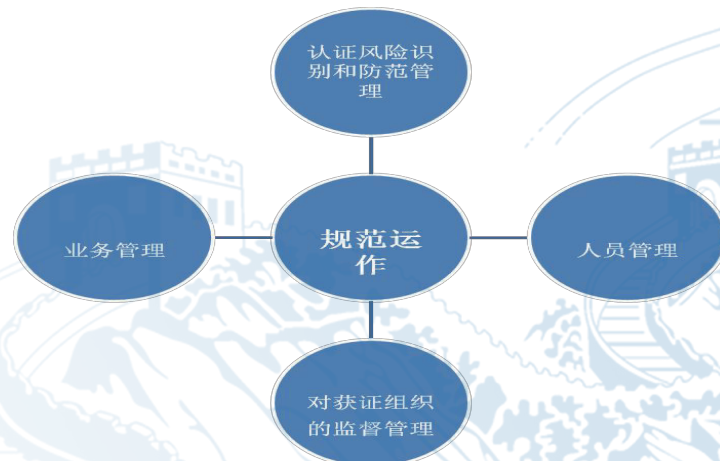 认证风险识
别和防范管
理
业务管理
规范运
作
人员管理
对获证组织
的监督管理